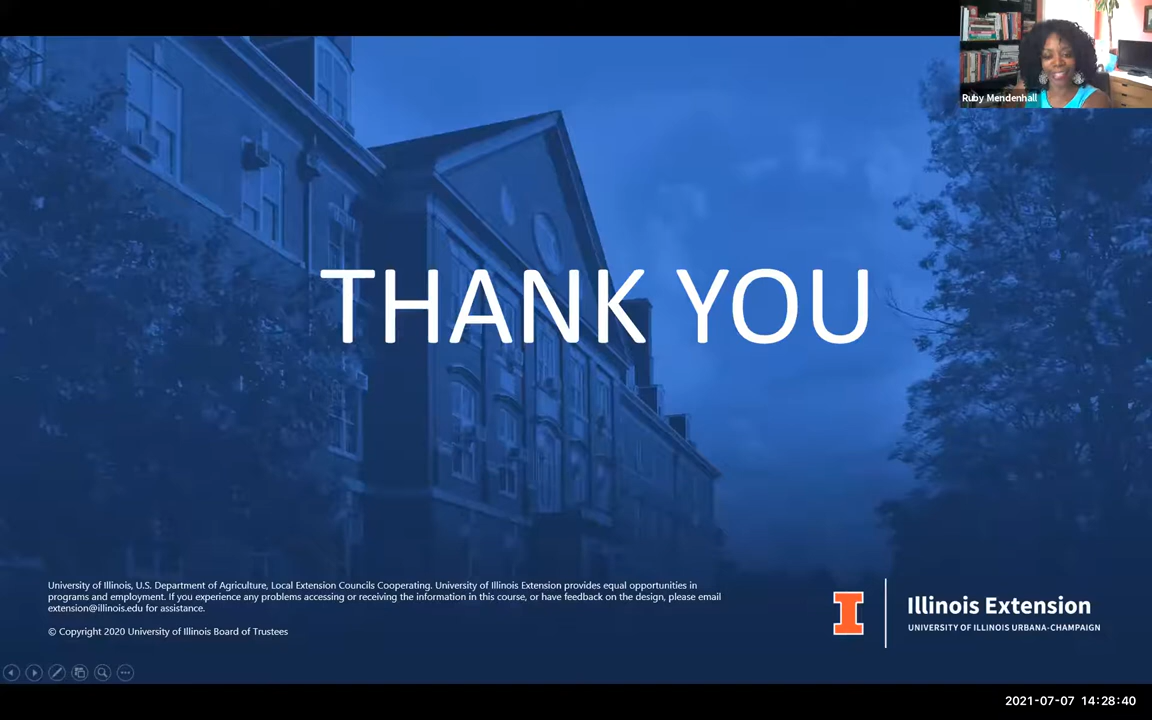 Ruby Mendenhall
THANK YOU
University of Illinois, U.S. Department of Agriculture, Local Extension Councils Cooperating. University of Illinois Extension provides equal opportunities in
programs and employment. If you experience any problems accessing or receiving the information in this course, or have feedback on the design, please email
extension@illinois.edu for assistance.
© Copyright 2020 University of Illinois Board of Trustees
I
Illinois Extension
UNIVERSITY OF ILLINOIS URBANA-CHAMPAIGN
2021-07-07 14:28:40